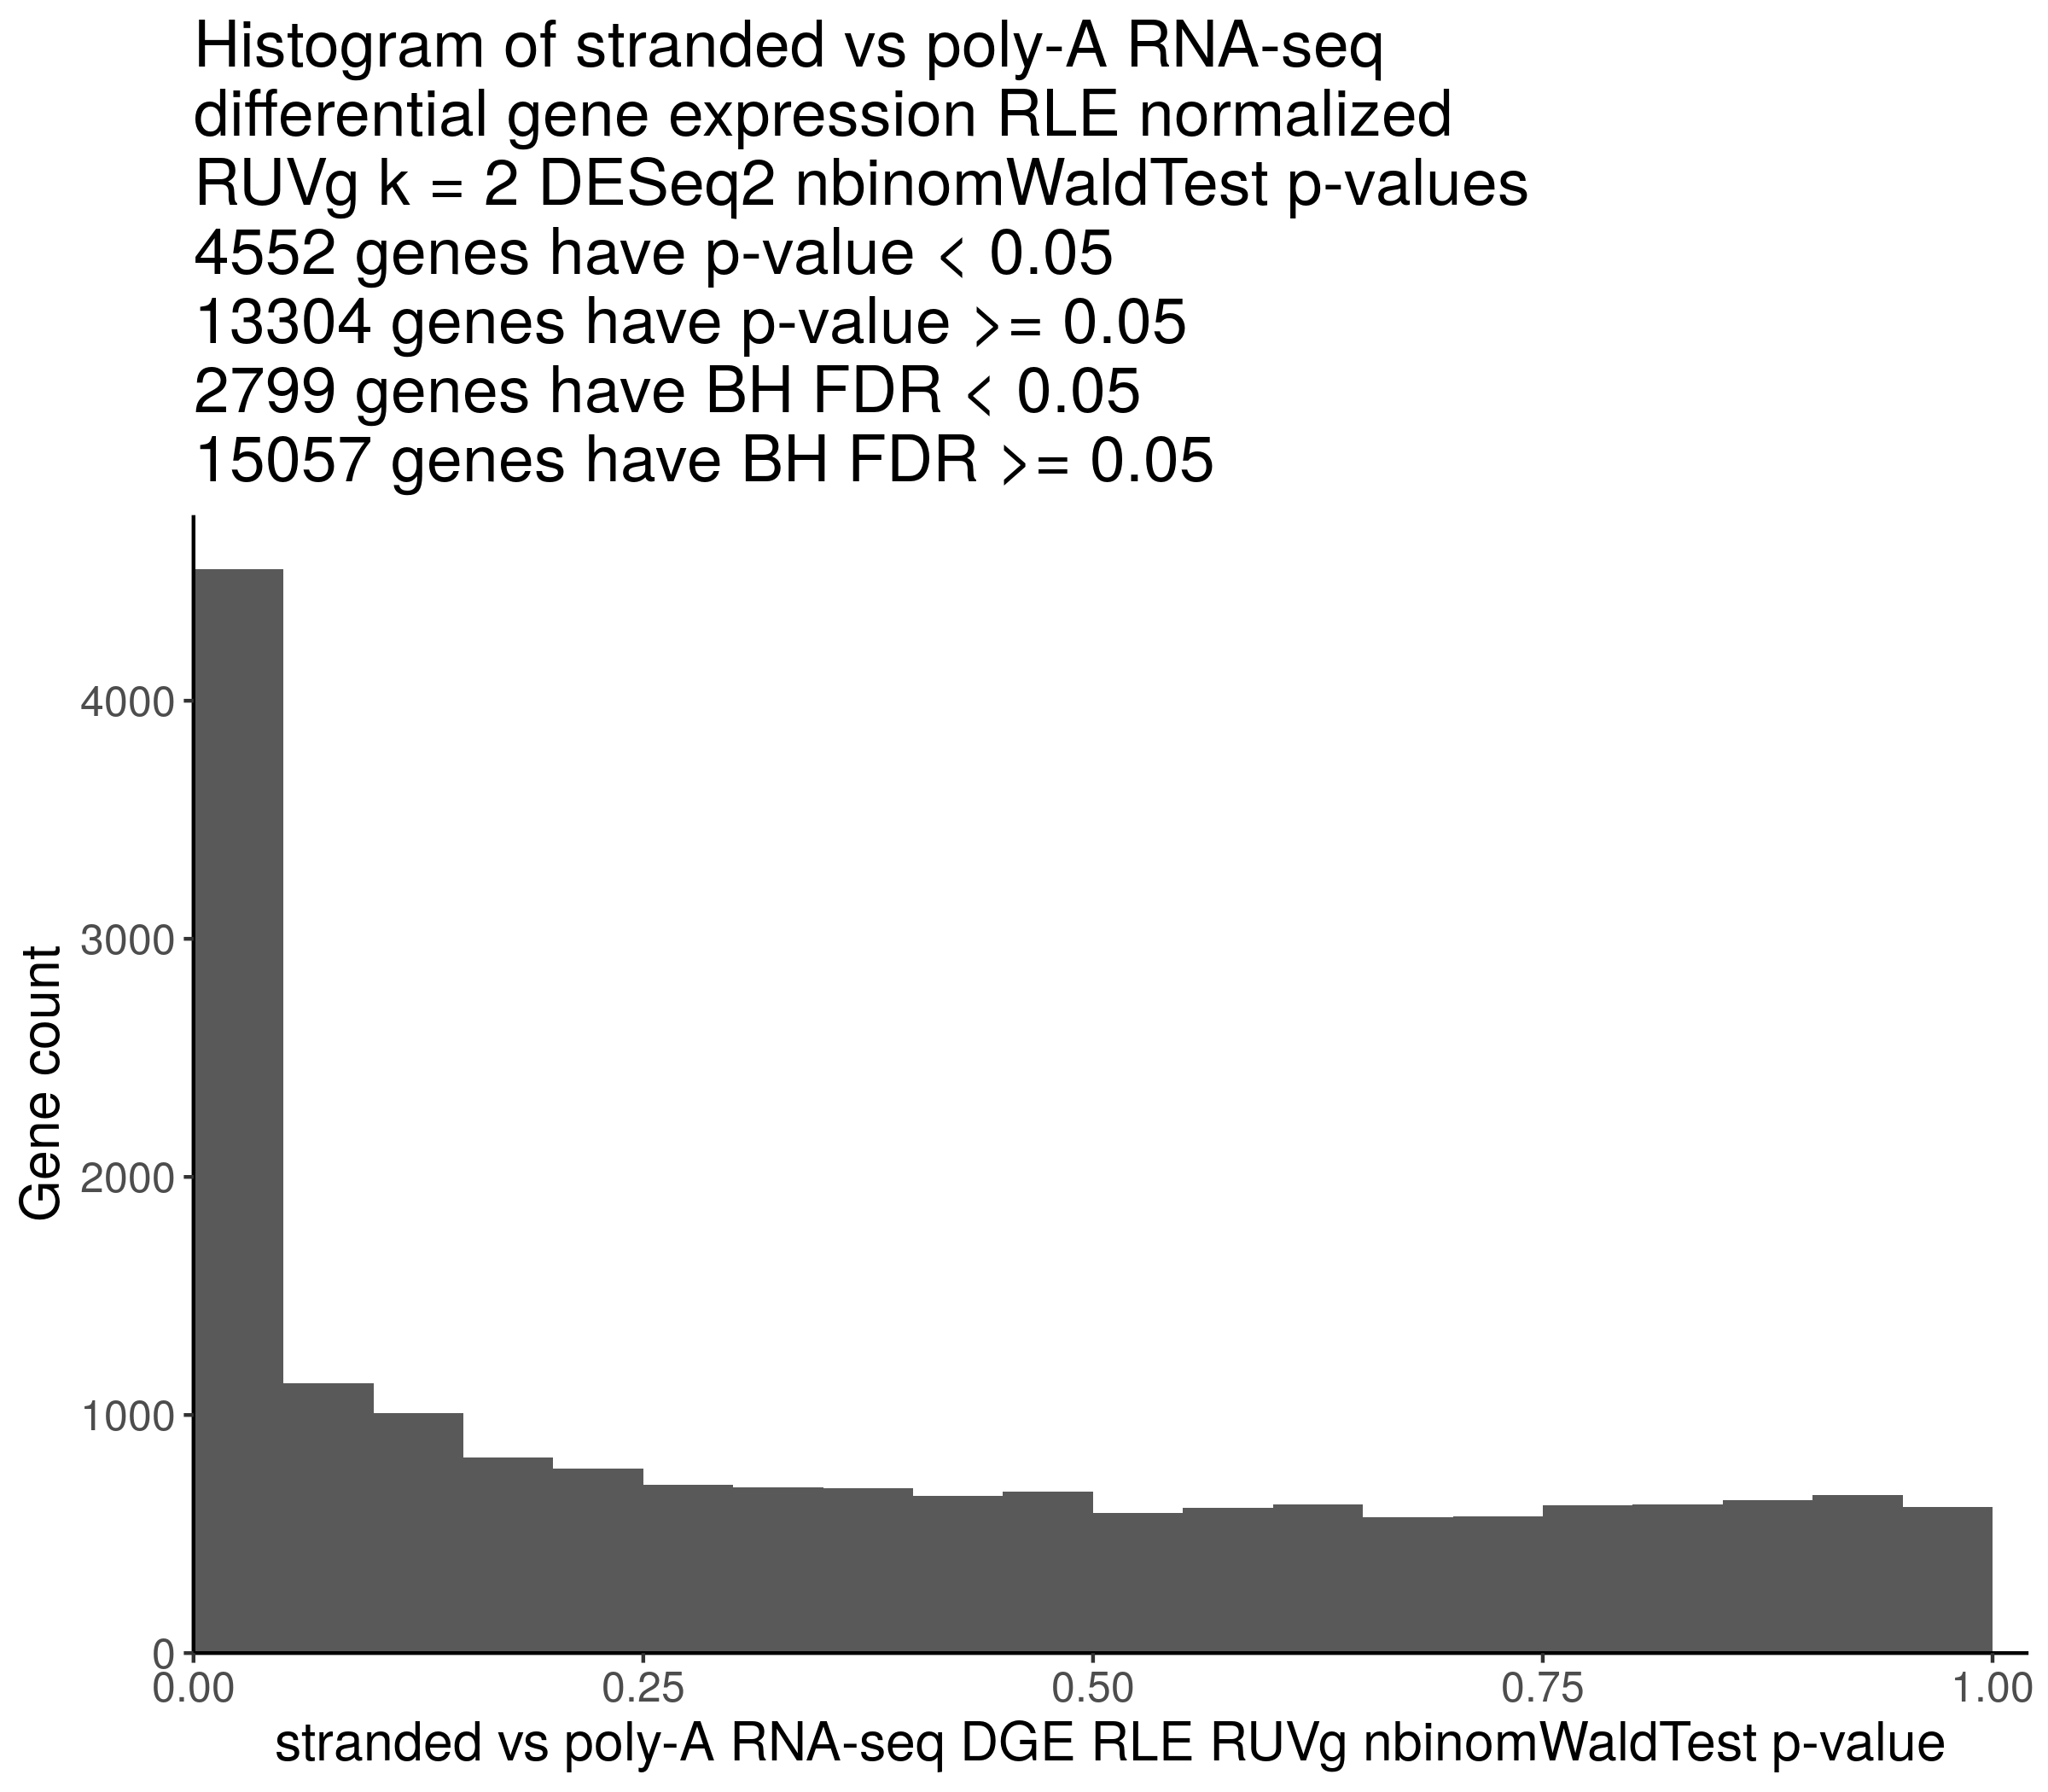 Histogram of stranded vs poly-A RNA-seq
differential gene expression RLE normalized
RUVg k = 2 DESeq2 nbinomWaldTest p-values
4552 genes have p-value < 0.05
13304 genes have p-value >= 0.05
2799 genes have BH FDR < 0.05
15057 genes have BH FDR >= 0.05
Gene count
4000
3000
2000
1000
0
0.00 0.25 0.50 0.75 1.00
stranded vs poly-A RNA-seq DGE RLE RUVg nbinomWaldTest p-value